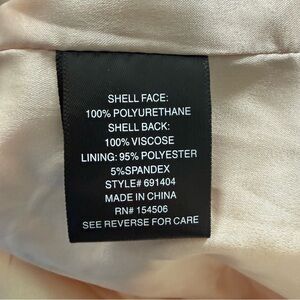 SHELL FACE:
100% POLYURETHANE
SHELL BACK:
100% VISCOSE
LINING: 95% POLYESTER
5%SPANDEX
STYLE# 691404
MADE IN CHINA
RN# 154506
SEE REVERSE FOR CARE